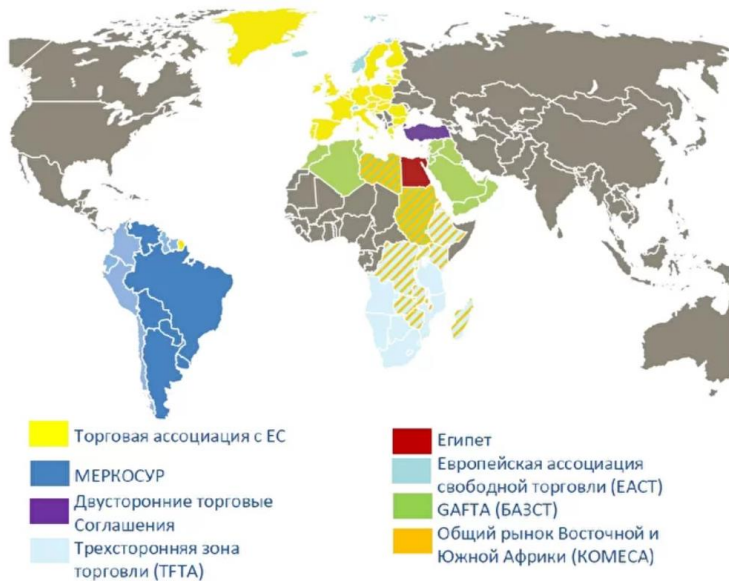 Торговая ассоциация с ЕС
МЕРКОСУР
Двусторонние торговые
Соглашения
Трехсторонняя зона
торговли (TFTA)
Египет
Европейская ассоциация
свободной торговли (ЕАСТ)
GAFTA (БАЗСТ)
Общий рынок Восточной и
Южной Африки (КОМЕСА)